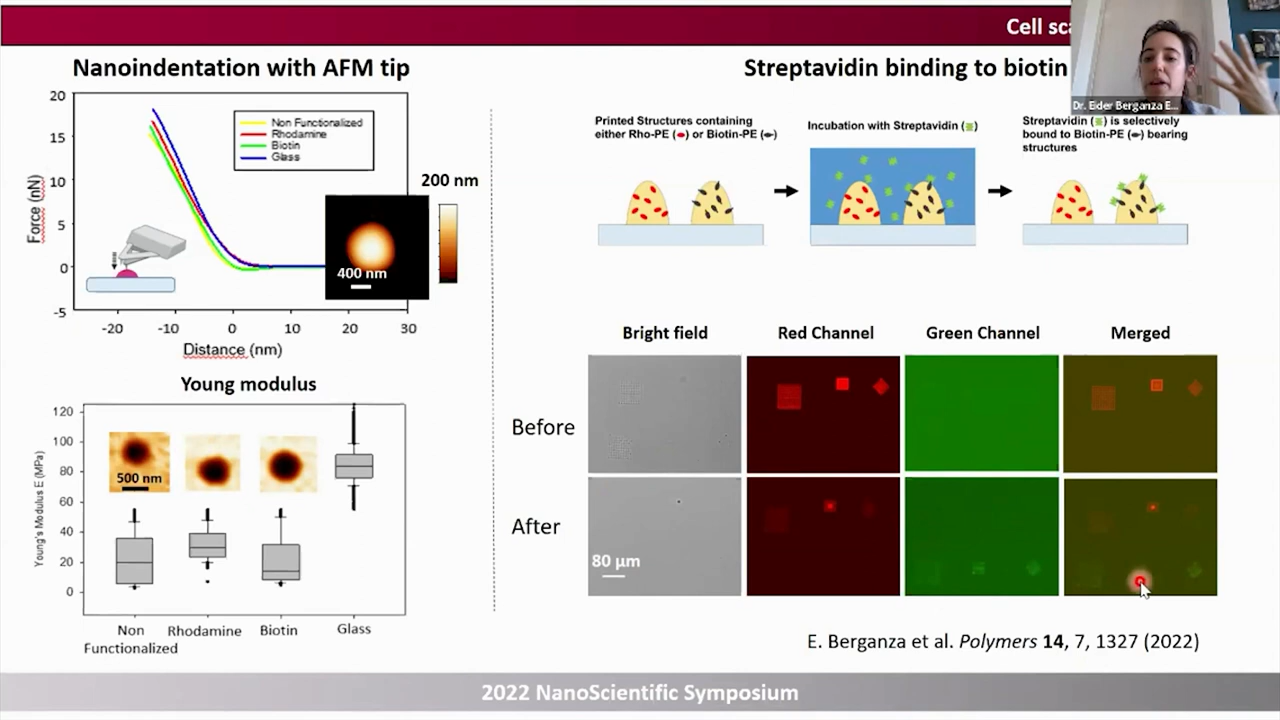 Cell sca
Dr. Eider Berganza E...
Nanoindentation with AFM tip
20
15
10
5
0
-5
Force (nN)
Non Functionalized
Rhodamine
Biotin
Glass
200 nm
400 nm
-20
-10
0
10
20
30
Distance (nm)
Young modulus
120
100
80
60
40
20
0
Young's Modulus E (MPa)
500 nm
Non
Functionalized
Rhodamine
Biotin
Glass
Streptavidin binding to biotin
Printed Structures containing
either Rho-PE ( ) or Biotin-PE ( )
Incubation with Streptavidin ( )
Streptavidin ( ) is selectively
bound to Biotin-PE ( ) bearing
structures
Bright field
Red Channel
Green Channel
Merged
Before
After
80 µm
E. Berganza et al. Polymers 14, 7, 1327 (2022)
2022 NanoScientific Symposium